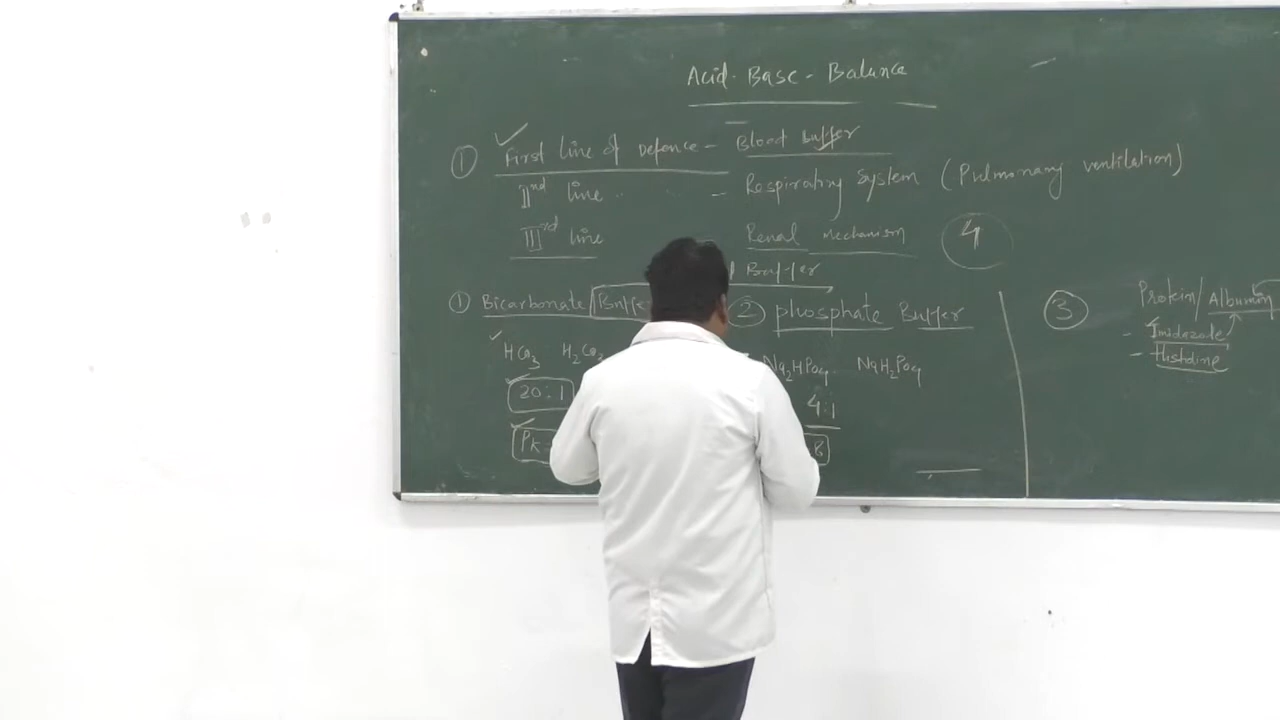 Acid-Base-Balance
① First line of Defence - Blood buffer
IInd line - Respiratory System (Pulmonary ventilation)
IIIrd line Renal Mechanism 4
Buffer
① Bicarbonate Buffe
HCO3 H2CO3
20:1
Pk
② phosphate Buffer
Na2HPO4 NaH2PO4
4:1
8
③ Protein/Albumin
- Imidazole
- Histidine